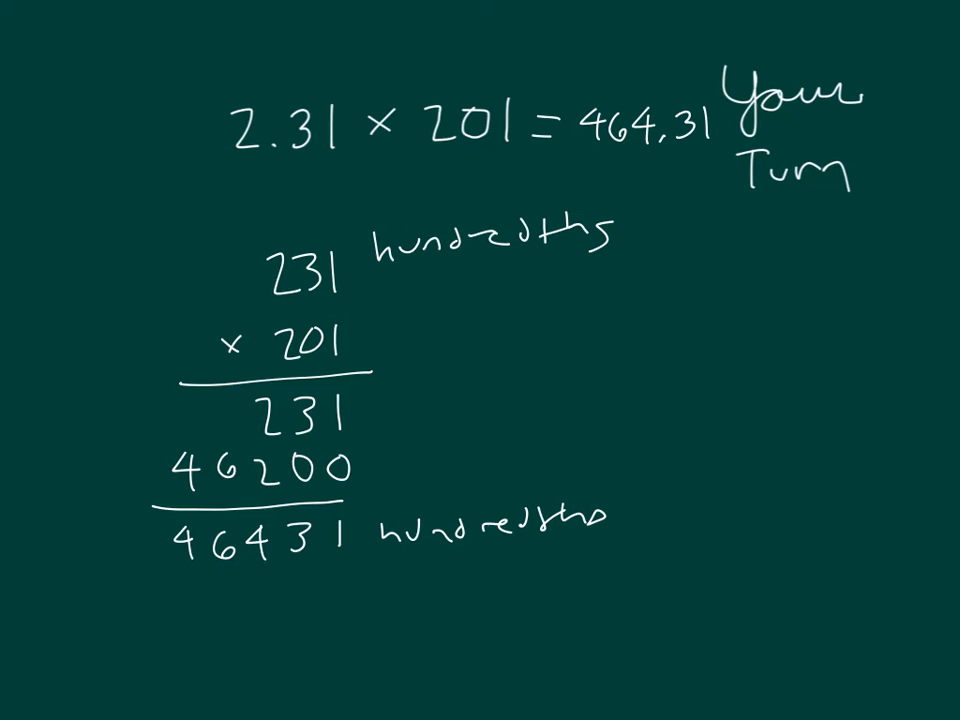 2.31 × 201 = 464.31 Your
Turn
231 hundredths
× 201
231
46200
46431 hundredths